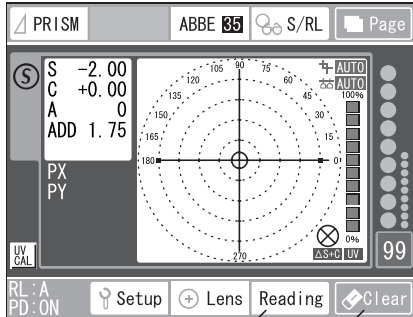 PRISM
ABBE 35
S/RL
Page
S
S -2.00
C +0.00
A 0
ADD 1.75
PX
PY
105 90 75
120 60
135 45
150 30
165 15
180 0
270
AUTO
AUTO
100%
0%
ΔS+C UV
99
UV
CAL
RL:A
PD:ON
Setup
Lens
Reading
Clear